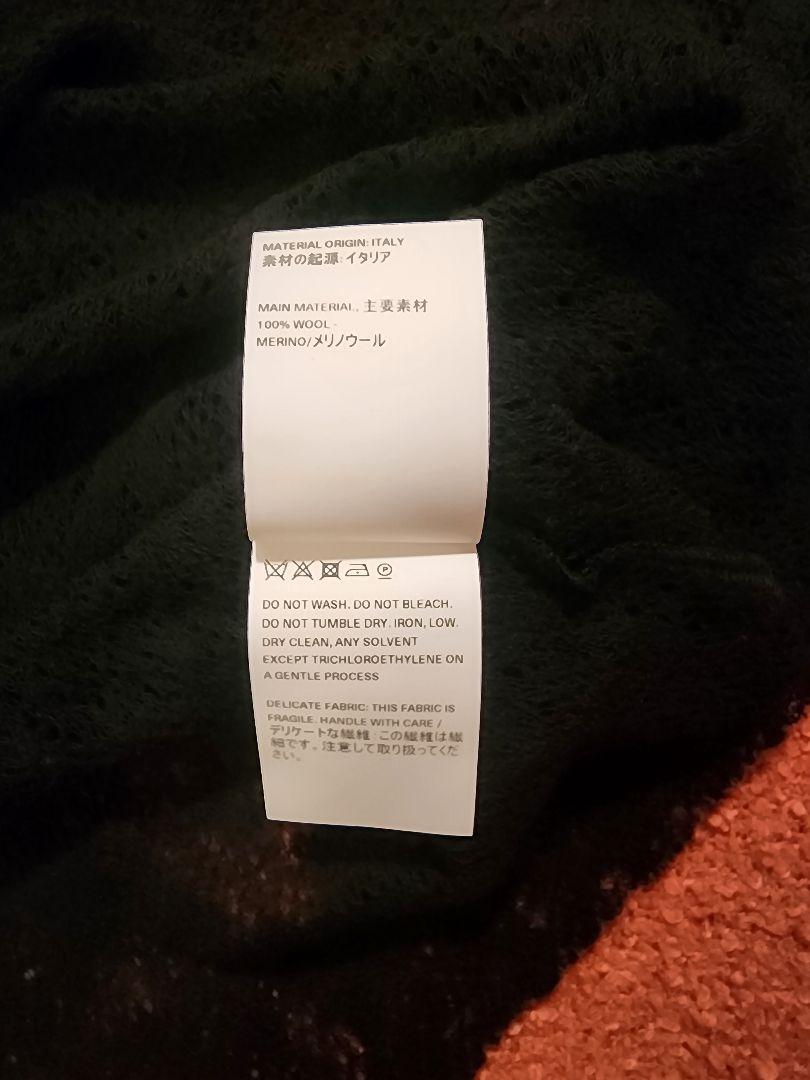 MATERIAL ORIGIN: ITALY
素材の起源:イタリア
MAIN MATERIAL, 主要素材
100% WOOL -
MERINO/メリノウール
DO NOT WASH. DO NOT BLEACH.
DO NOT TUMBLE DRY. IRON, LOW.
DRY CLEAN, ANY SOLVENT
EXCEPT TRICHLOROETHYLENE ON
A GENTLE PROCESS
DELICATE FABRIC: THIS FABRIC IS
FRAGILE. HANDLE WITH CARE /
デリケートな繊維:この繊維は繊
細です。注意して取り扱ってくだ
さい。